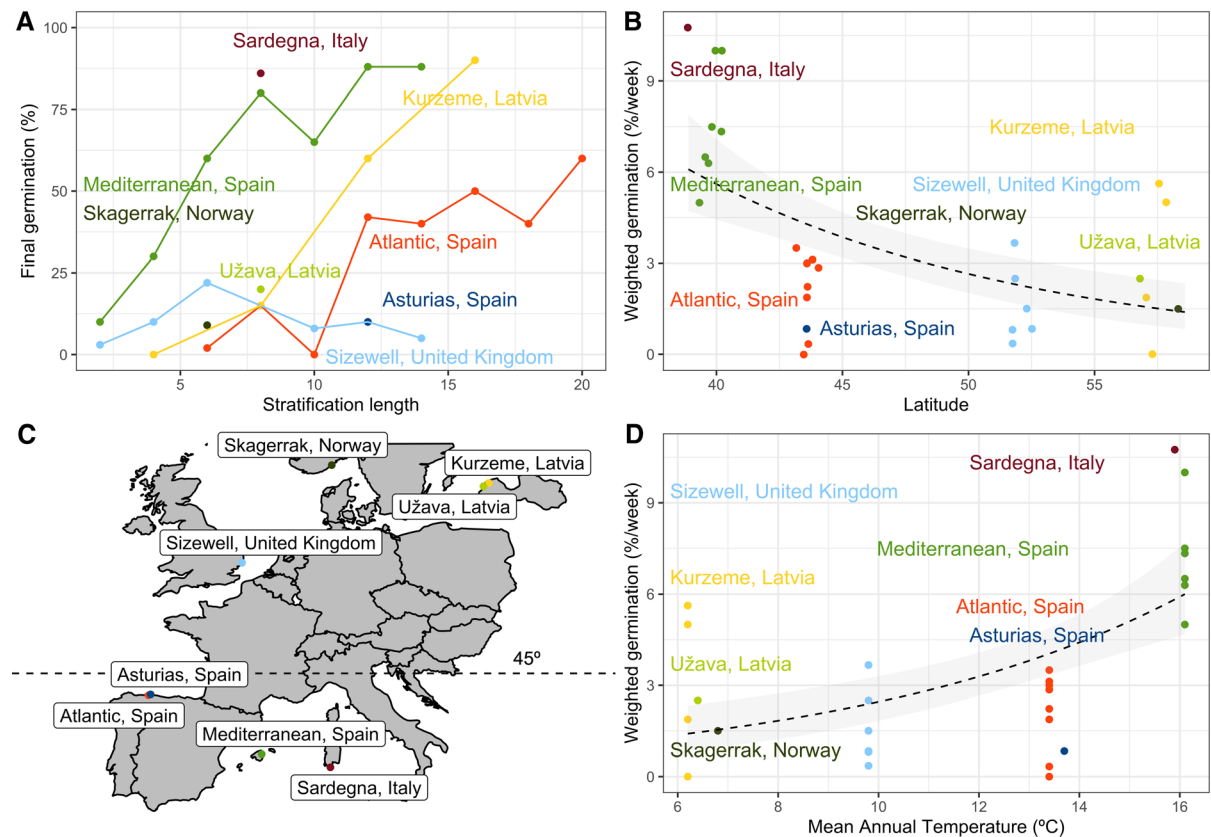 A
100
75
50
25
0
Final germination (%)
Sardegna, Italy
Kurzeme, Latvia
Mediterranean, Spain
Skagerrak, Norway
Atlantic, Spain
Užava, Latvia
Asturias, Spain
Sizewell, United Kingdom
5
10
15
20
Stratification length
B
9
6
3
0
Weighted germination (%/week)
Sardegna, Italy
Kurzeme, Latvia
Mediterranean, Spain
Sizewell, United Kingdom
Skagerrak, Norway
Užava, Latvia
Atlantic, Spain
Asturias, Spain
40
45
50
55
Latitude
C
Skagerrak, Norway
Kurzeme, Latvia
Užava, Latvia
Sizewell, United Kingdom
45º
Asturias, Spain
Atlantic, Spain
Mediterranean, Spain
Sardegna, Italy
D
9
6
3
0
Weighted germination (%/week)
Sardegna, Italy
Sizewell, United Kingdom
Mediterranean, Spain
Kurzeme, Latvia
Atlantic, Spain
Asturias, Spain
Užava, Latvia
Skagerrak, Norway
6
8
10
12
14
16
Mean Annual Temperature (ºC)